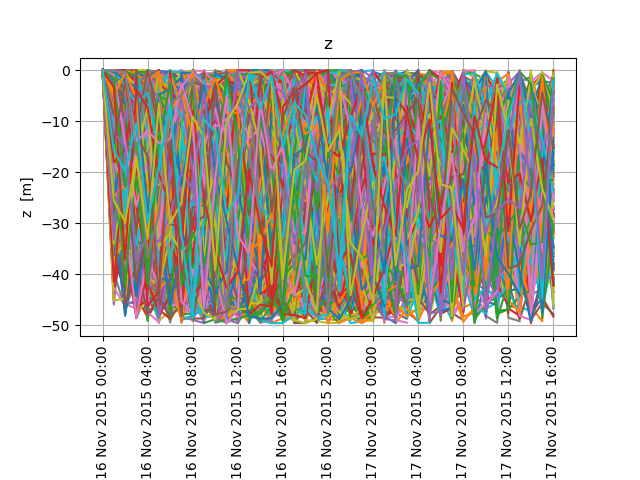 z
0
−10
−20
−30
−40
−50
z [m]
16 Nov 2015 00:00
16 Nov 2015 04:00
16 Nov 2015 08:00
16 Nov 2015 12:00
16 Nov 2015 16:00
16 Nov 2015 20:00
17 Nov 2015 00:00
17 Nov 2015 04:00
17 Nov 2015 08:00
17 Nov 2015 12:00
17 Nov 2015 16:00